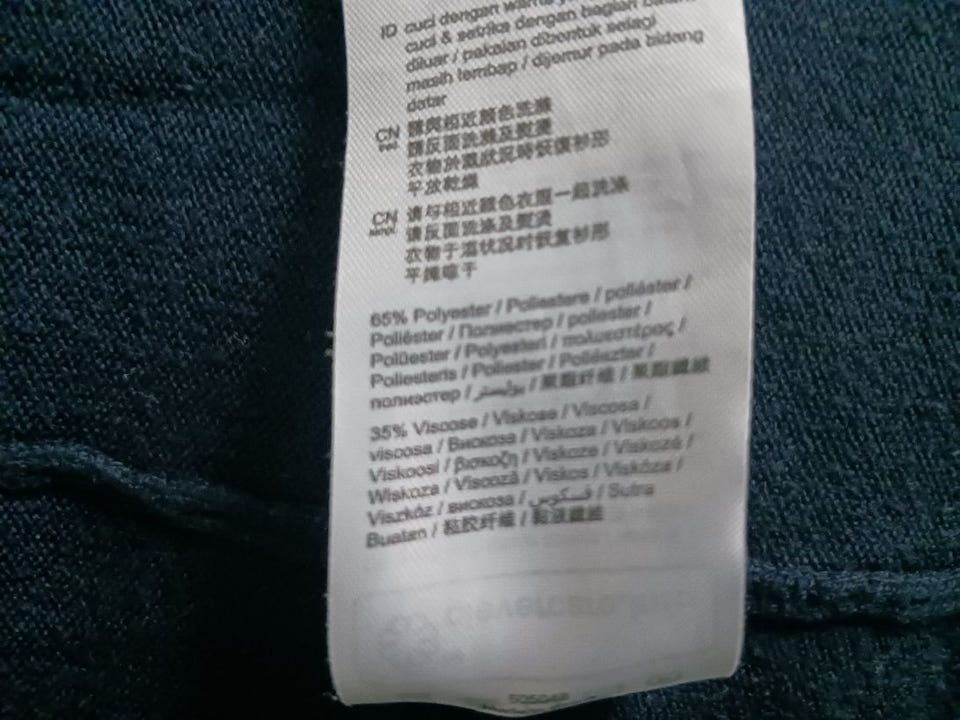 ID cuci dengan warna
cuci & setrika dengan bagian
diluar / pakaian dibentuk selagi
masih lembap / dijemur pada bidang
datar
CN 請與相近顏色洗滌
trad. 請反面洗滌及熨燙
衣物於濕狀況時恢復衫形
平放乾燥
CN 请与相近颜色衣服一起洗涤
simpl. 请反面洗涤及熨烫
衣物于湿状况时恢复衫形
平摊晾干
65% Polyester / Poliestere / poliéster /
Poliéster / Полиэстер / poliester /
Polüester / Polyesteri / πολυεστέρας /
Poliesteris / Poliester / Poliészter /
полиэстер / بوليستر / 聚酯纤维 / 聚酯纖維
35% Viscose / Viskose / Viscosa /
viscosa / Вискоза / Viskoza / Viskoos /
Viskoosi / βισκόζη / Viskoze / Viskozė /
Wiskoza / Viscoză / Viskos / Viskóza /
Viszkóz / вискоза / فسكوس / Sutra
Buatan / 粘胶纤维 / 黏液纖維